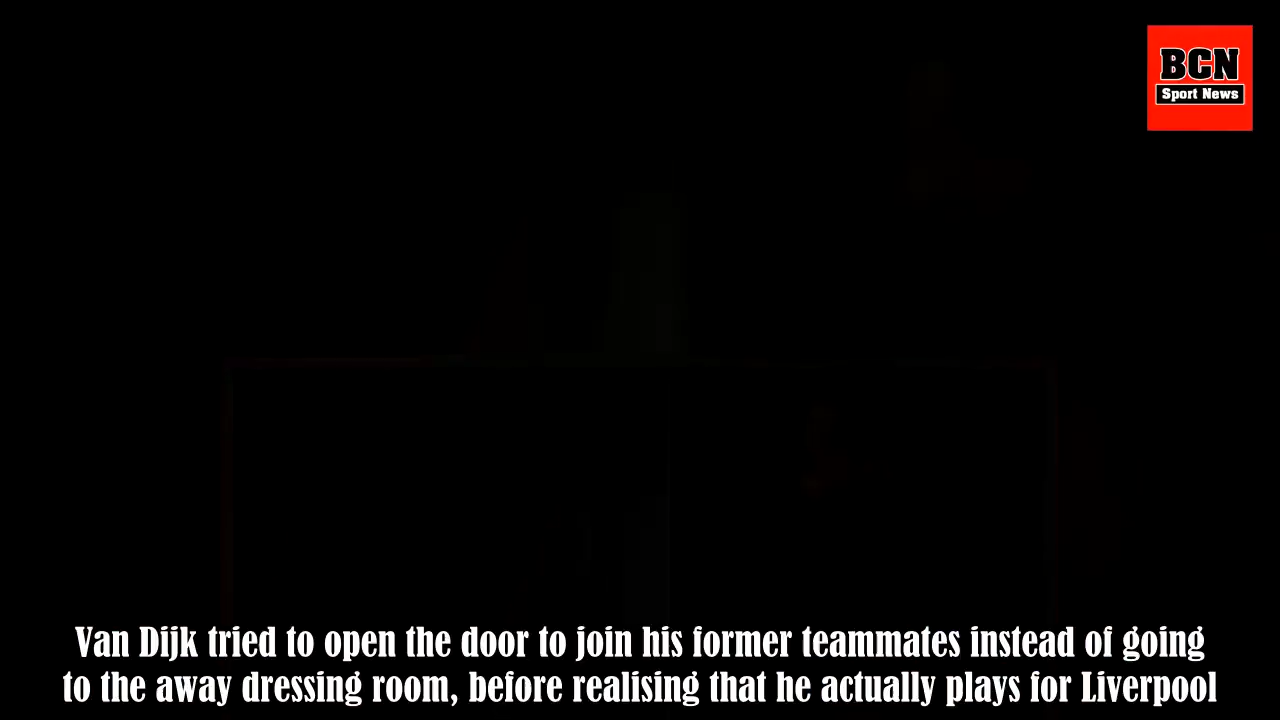 BCN
Sport News
Van Dijk tried to open the door to join his former teammates instead of going
to the away dressing room, before realising that he actually plays for Liverpool